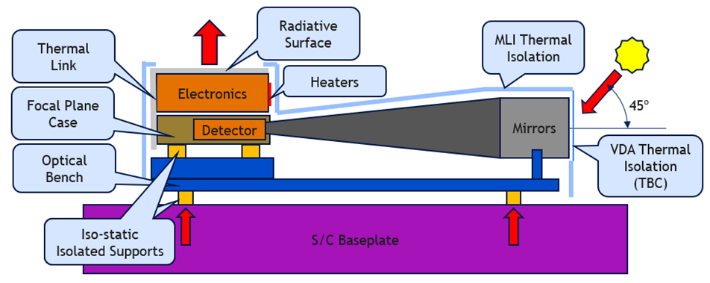 Radiative
Surface
Thermal
Link
MLI Thermal
Isolation
Heaters
Electronics
45°
Focal Plane
Case
Detector
Mirrors
VDA Thermal
Isolation
(TBC)
Optical
Bench
Iso-static
Isolated Supports
S/C Baseplate